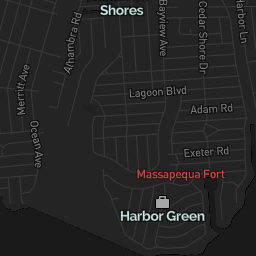 Shores
Bayview Ave
Cedar Shore Dr
Harbor Ln
Alhambra Rd
Merritt Ave
Lagoon Blvd
Adam Rd
Ocean Ave
Exeter Rd
Massapequa Fort
Harbor Green